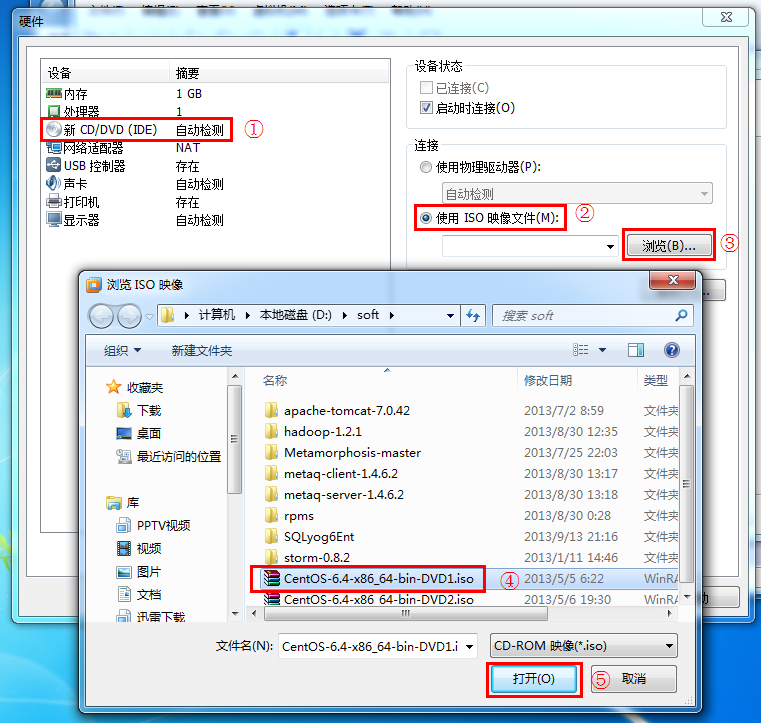 硬件
设备 摘要
内存 1 GB
处理器 1
新 CD/DVD (IDE) 自动检测 ①
网络适配器 NAT
USB 控制器 存在
声卡 自动检测
打印机 存在
显示器 自动检测
设备状态
已连接(C)
启动时连接(O)
连接
使用物理驱动器(P):
自动检测
使用 ISO 映像文件(M): ②
浏览(B)... ③
浏览 ISO 映像
计算机 本地磁盘 (D:) soft
搜索 soft
组织 新建文件夹
收藏夹
下载
桌面
最近访问的位置
库
PPTV视频
视频
图片
文档
迅雷下载
名称 修改日期 类型
apache-tomcat-7.0.42 2013/7/2 8:59 文件夹
hadoop-1.2.1 2013/8/30 12:35 文件夹
Metamorphosis-master 2013/7/25 22:03 文件夹
metaq-client-1.4.6.2 2013/8/30 13:17 文件夹
metaq-server-1.4.6.2 2013/8/30 13:18 文件夹
rpms 2013/8/30 0:28 文件夹
SQLyog6Ent 2013/9/13 21:16 文件夹
storm-0.8.2 2013/1/11 14:46 文件夹
CentOS-6.4-x86_64-bin-DVD1.iso ④ 2013/5/5 6:22 WinRA
CentOS-6.4-x86_64-bin-DVD2.iso 2013/5/6 19:30 WinRA
文件名(N): CentOS-6.4-x86_64-bin-DVD1.i CD-ROM 映像(*.iso)
打开(O) ⑤ 取消